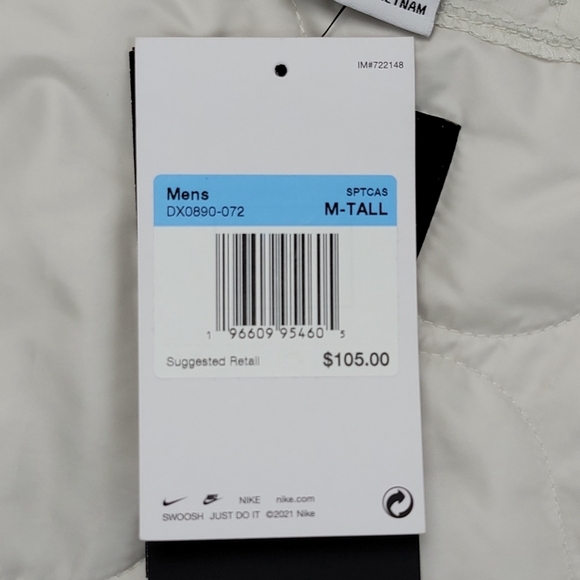 VIETNAM
IM#722148
Mens SPTCAS
DX0890-072 M-TALL
1 96609 95460 5
Suggested Retail $105.00
NIKE nike.com
SWOOSH JUST DO IT ©2021 Nike